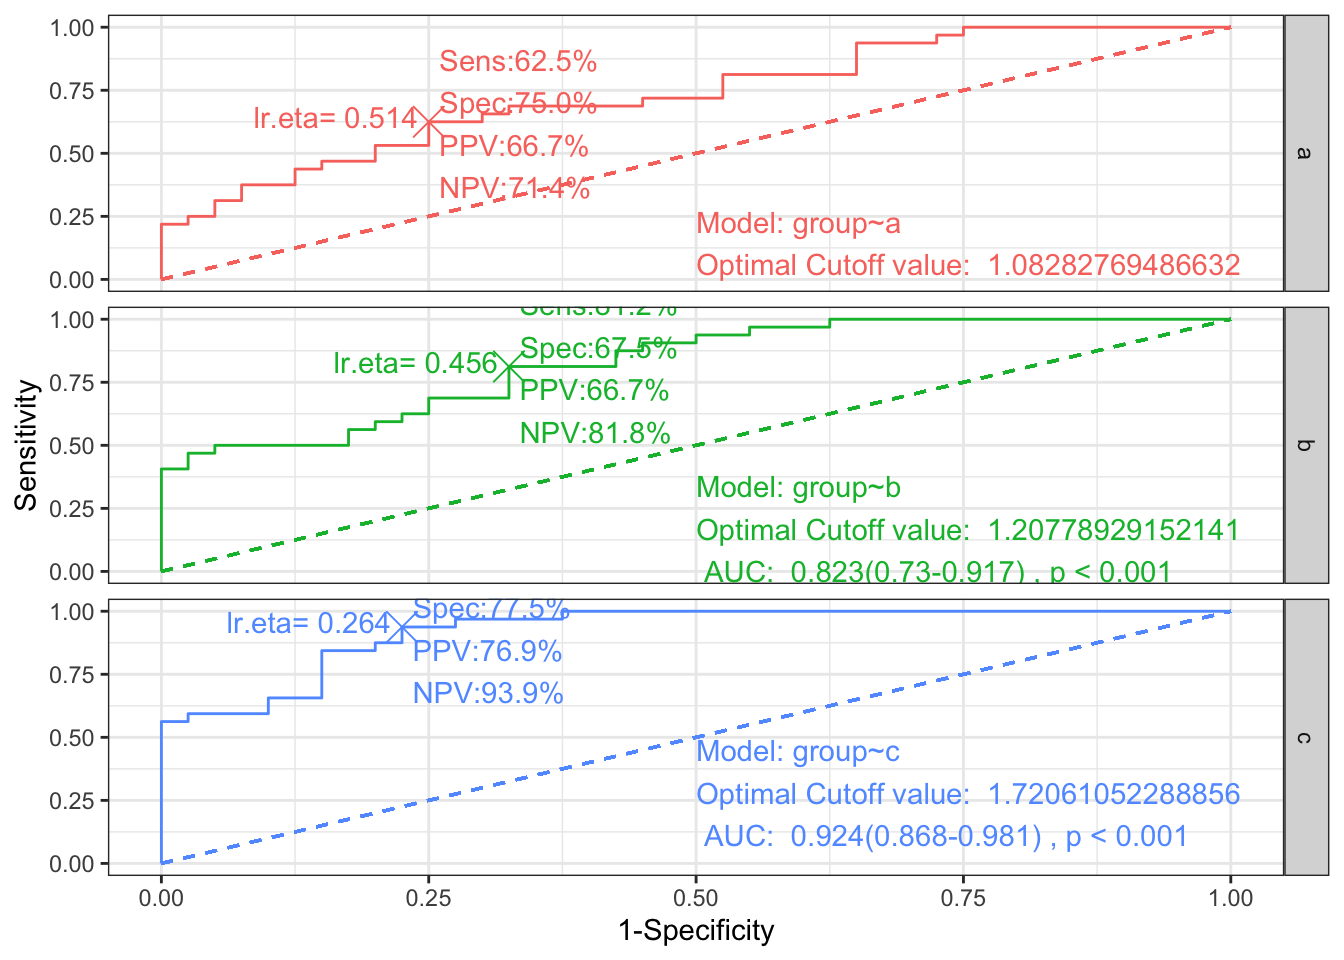 Sensitivity
1.00
0.75
0.50
0.25
0.00
Sens:62.5%
Spec:75.0%
lr.eta= 0.514
PPV:66.7%
NPV:71.4%
Model: group~a
Optimal Cutoff value: 1.08282769486632
a
1.00
0.75
0.50
0.25
0.00
Sens:81.2%
Spec:67.5%
lr.eta= 0.456
PPV:66.7%
NPV:81.8%
Model: group~b
Optimal Cutoff value: 1.20778929152141
AUC: 0.823(0.73-0.917) , p < 0.001
b
1.00
0.75
0.50
0.25
0.00
Spec:77.5%
lr.eta= 0.264
PPV:76.9%
NPV:93.9%
Model: group~c
Optimal Cutoff value: 1.72061052288856
AUC: 0.924(0.868-0.981) , p < 0.001
c
0.00 0.25 0.50 0.75 1.00
1-Specificity